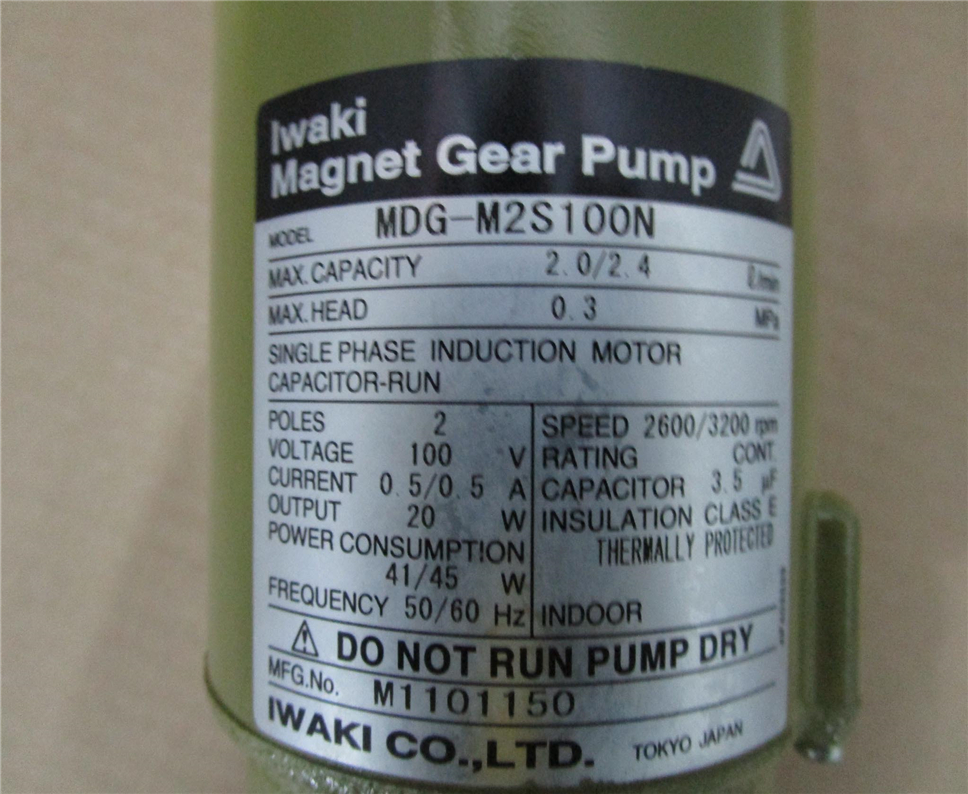 Iwaki
Magnet Gear Pump
MODEL MDG-M2S100N
MAX. CAPACITY 2.0/2.4 ℓ/min
MAX. HEAD 0.3 MPa
SINGLE PHASE INDUCTION MOTOR
CAPACITOR-RUN
POLES 2
VOLTAGE 100 V
CURRENT 0.5/0.5 A
OUTPUT 20 W
POWER CONSUMPTION
41/45 W
FREQUENCY 50/60 Hz
SPEED 2600/3200 rpm
RATING CONT.
CAPACITOR 3.5 μF
INSULATION CLASS E
THERMALLY PROTECTED
INDOOR
DO NOT RUN PUMP DRY
MFG.No. M1101150
IWAKI CO.,LTD. TOKYO JAPAN